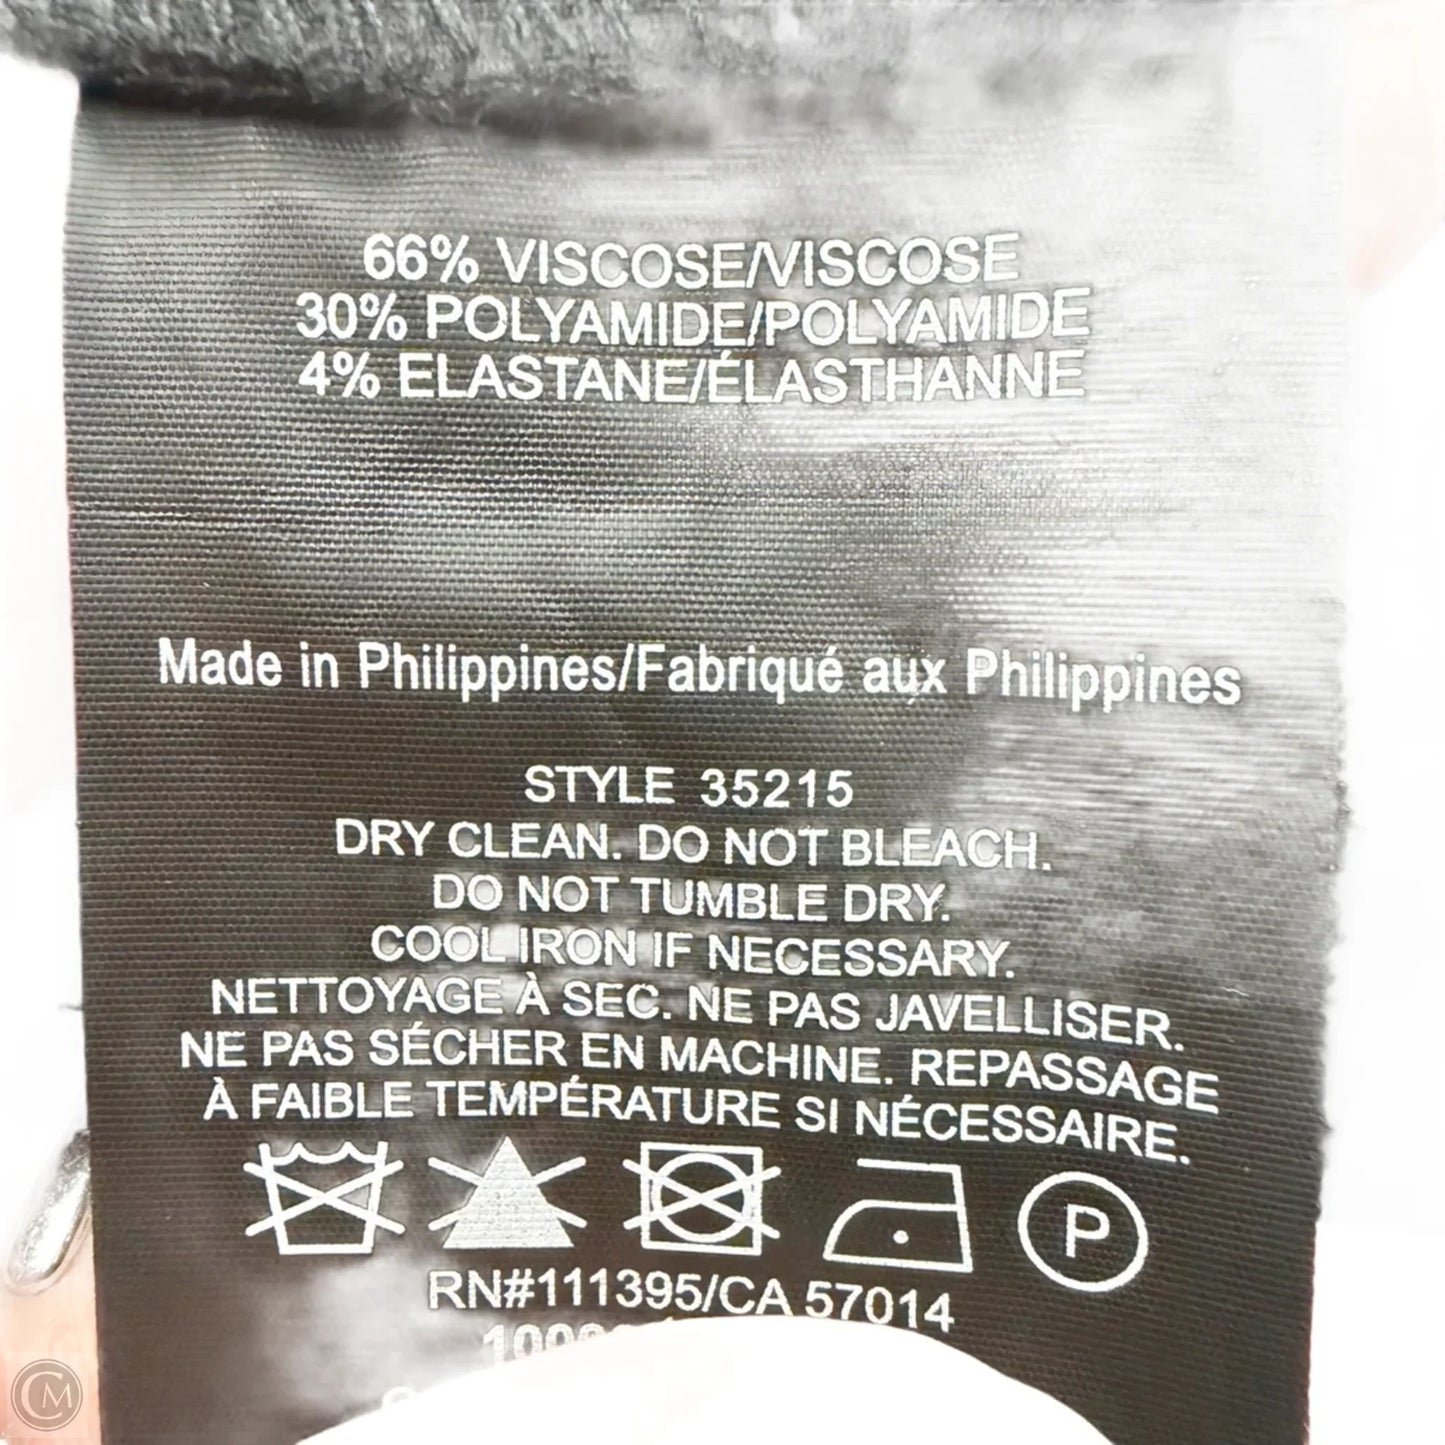 66% VISCOSE/VISCOSE
30% POLYAMIDE/POLYAMIDE
4% ELASTANE/ÉLASTHANNE
Made in Philippines/Fabriqué aux Philippines
STYLE 35215
DRY CLEAN. DO NOT BLEACH.
DO NOT TUMBLE DRY.
COOL IRON IF NECESSARY.
NETTOYAGE À SEC. NE PAS JAVELLISER.
NE PAS SÉCHER EN MACHINE. REPASSAGE
À FAIBLE TEMPÉRATURE SI NÉCESSAIRE.
P
RN#111395/CA 57014
CM